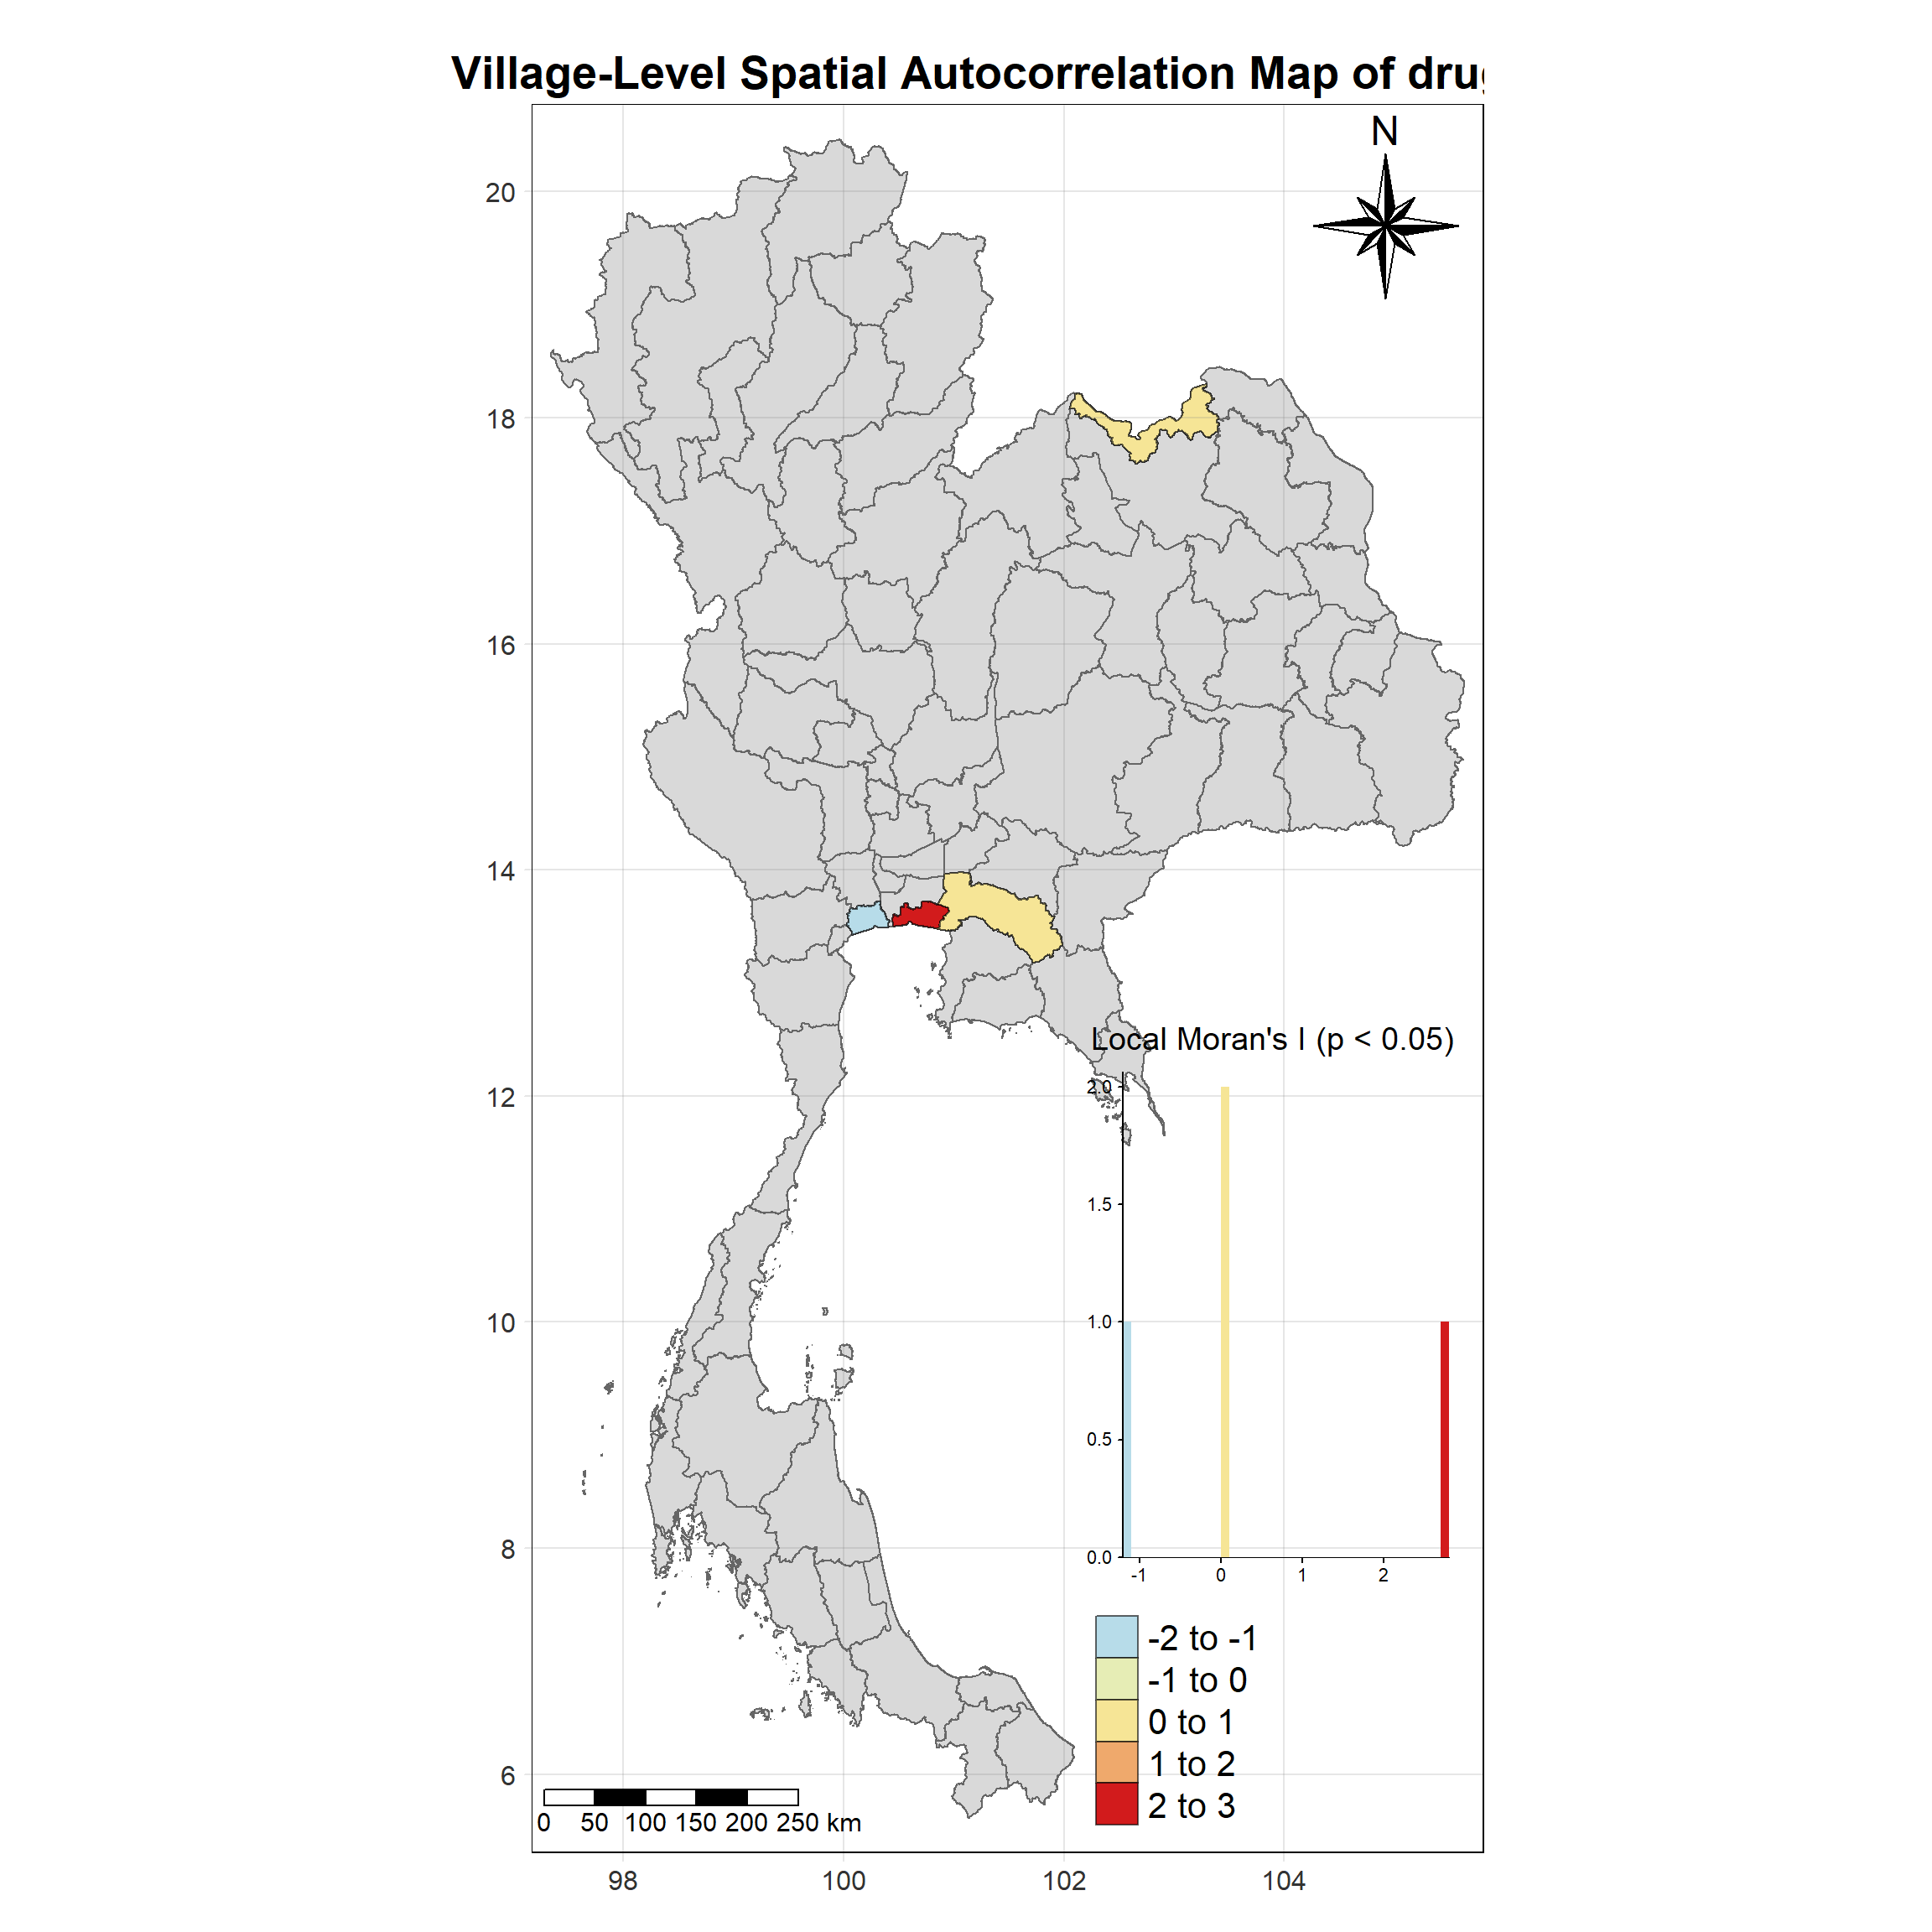 Village-Level Spatial Autocorrelation Map of drug
N
20
18
16
14
12
10
8
6
98
100
102
104
Local Moran's I (p < 0.05)
2.0
1.5
1.0
0.5
0.0
-1 0 1 2
-2 to -1
-1 to 0
0 to 1
1 to 2
2 to 3
0 50 100 150 200 250 km